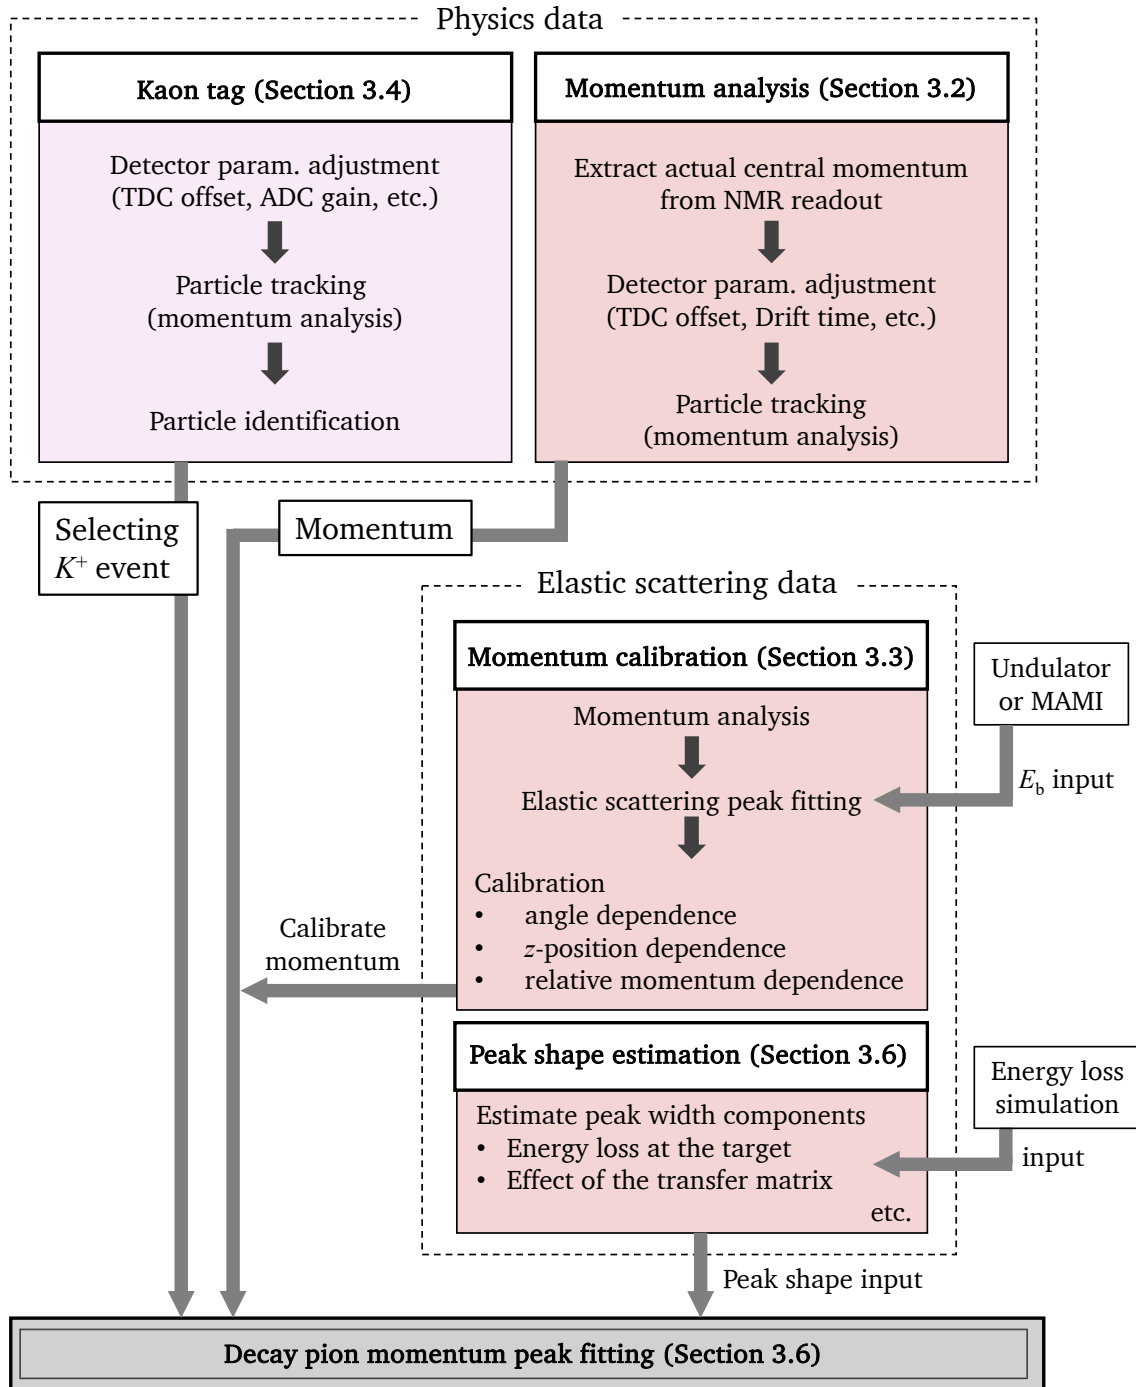 Physics data
Kaon tag (Section 3.4)
Detector param. adjustment
(TDC offset, ADC gain, etc.)
Particle tracking
(momentum analysis)
Particle identification
Momentum analysis (Section 3.2)
Extract actual central momentum
from NMR readout
Detector param. adjustment
(TDC offset, Drift time, etc.)
Particle tracking
(momentum analysis)
Selecting
K⁺ event
Momentum
Elastic scattering data
Momentum calibration (Section 3.3)
Momentum analysis
Elastic scattering peak fitting
Calibration
• angle dependence
• z-position dependence
• relative momentum dependence
Undulator
or MAMI
E_b input
Calibrate
momentum
Peak shape estimation (Section 3.6)
Estimate peak width components
• Energy loss at the target
• Effect of the transfer matrix
etc.
Energy loss
simulation
input
Peak shape input
Decay pion momentum peak fitting (Section 3.6)